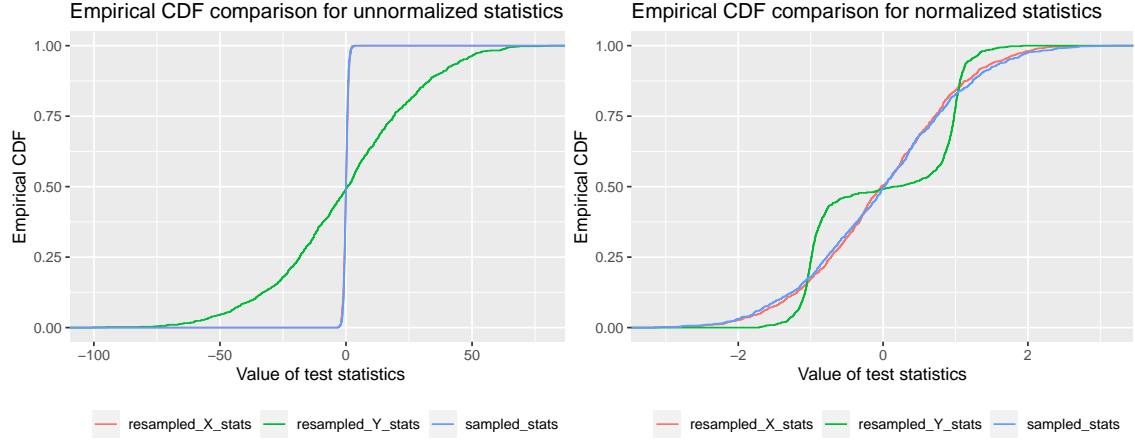 Empirical CDF comparison for unnormalized statistics
1.00
0.75
0.50
0.25
0.00
Empirical CDF
−100
−50
0
50
Value of test statistics
resampled_X_stats
resampled_Y_stats
sampled_stats
Empirical CDF comparison for normalized statistics
1.00
0.75
0.50
0.25
0.00
Empirical CDF
−2
0
2
Value of test statistics
resampled_X_stats
resampled_Y_stats
sampled_stats